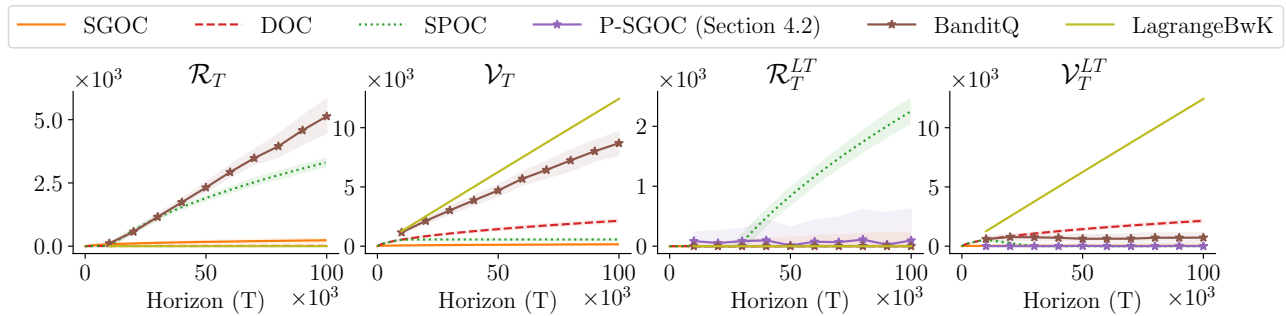 SGOC DOC SPOC P-SGOC (Section 4.2) BanditQ LagrangeBwK
×10³ R_T ×10³ V_T ×10³ R_T^{LT} ×10³ V_T^{LT}
5.0 2.5 0.0
10 5 0
2 1 0
10 5 0
0 50 100 0 50 100 0 50 100 0 50 100
Horizon (T) ×10³ Horizon (T) ×10³ Horizon (T) ×10³ Horizon (T) ×10³